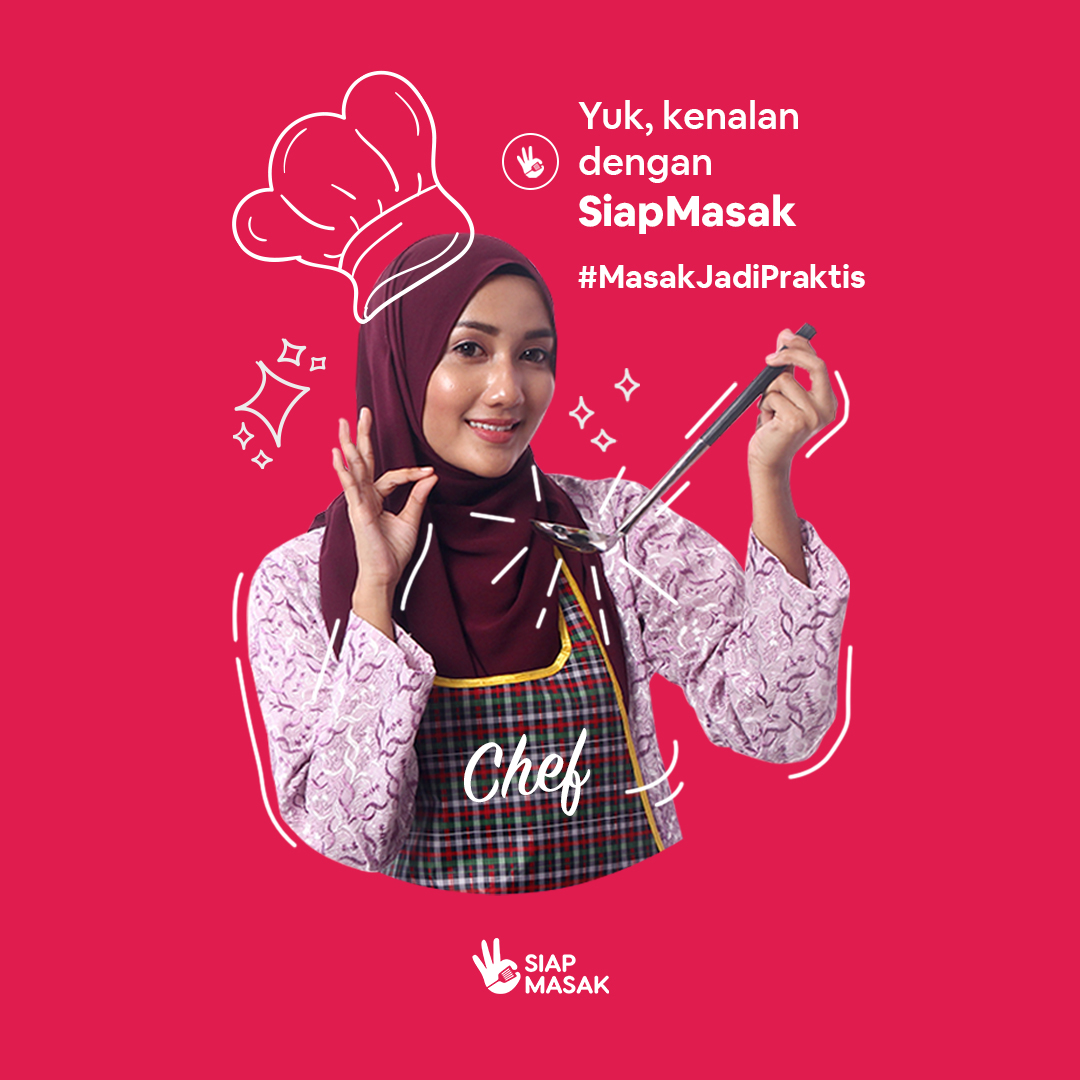 Yuk, kenalan
dengan
SiapMasak
#MasakJadiPraktis
Chef
SIAP
MASAK